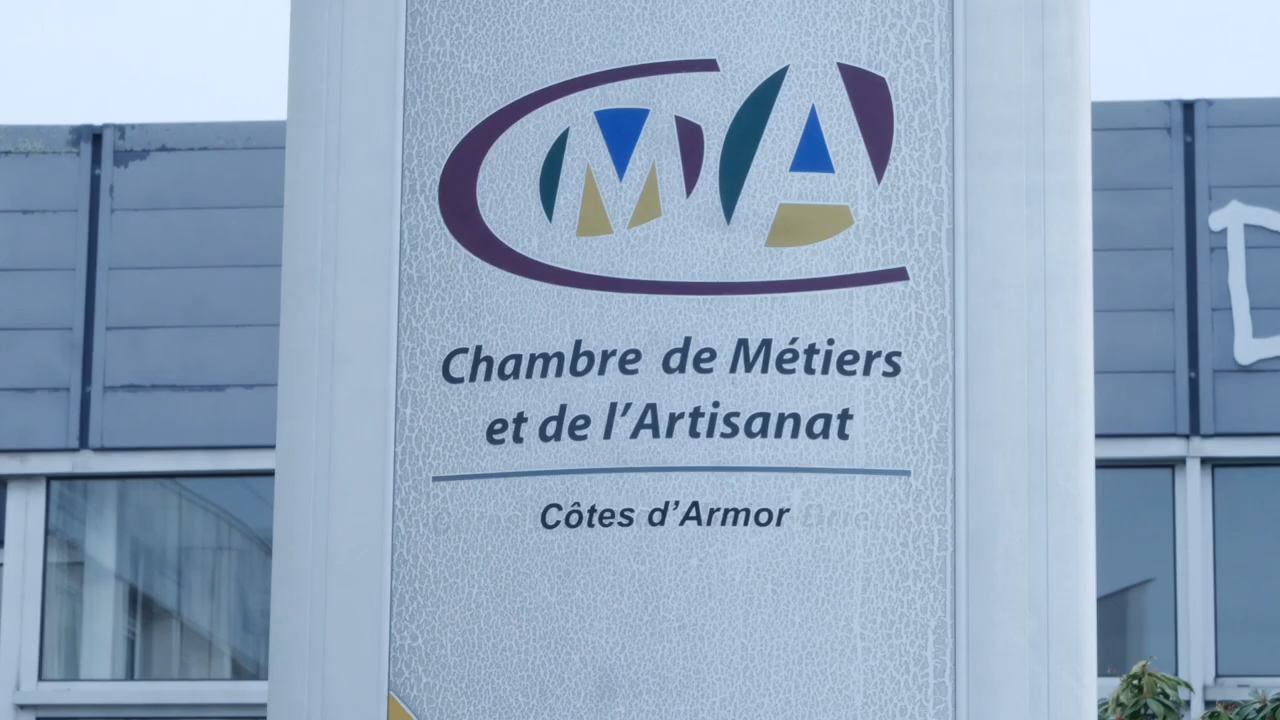 CMA
Chambre de Métiers
et de l'Artisanat
Côtes d'Armor
D